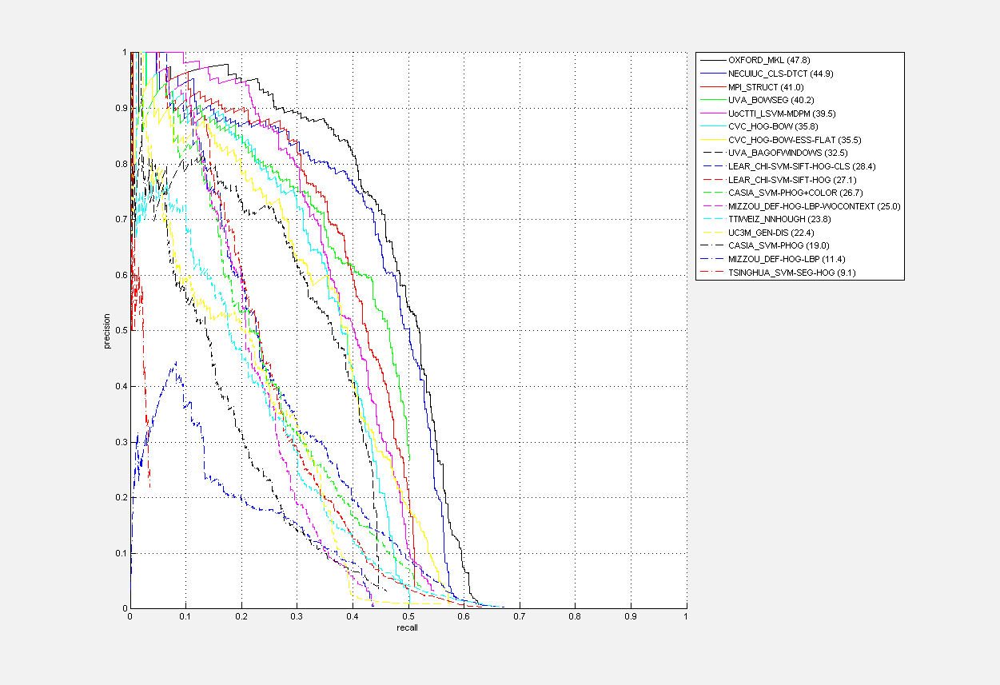 1
0.9
0.8
0.7
0.6
0.5
0.4
0.3
0.2
0.1
0
precision
0 0.1 0.2 0.3 0.4 0.5 0.6 0.7 0.8 0.9 1
recall
OXFORD_MKL (47.8)
NECUIUC_CLS-DTCT (44.9)
MPI_STRUCT (41.0)
UVA_BOWSEG (40.2)
UoCTTI_LSVM-MDPM (39.5)
CVC_HOG-BOW (35.8)
CVC_HOG-BOW-ESS-FLAT (35.5)
UVA_BAGOFWINDOWS (32.5)
LEAR_CHI-SVM-SIFT-HOG-CLS (28.4)
LEAR_CHI-SVM-SIFT-HOG (27.1)
CASIA_SVM-PHOG+COLOR (26.7)
MIZZOU_DEF-HOG-LBP-WOCONTEXT (25.0)
TTIWEIZ_NNHOUGH (23.8)
UC3M_GEN-DIS (22.4)
CASIA_SVM-PHOG (19.0)
MIZZOU_DEF-HOG-LBP (11.4)
TSINGHUA_SVM-SEG-HOG (9.1)